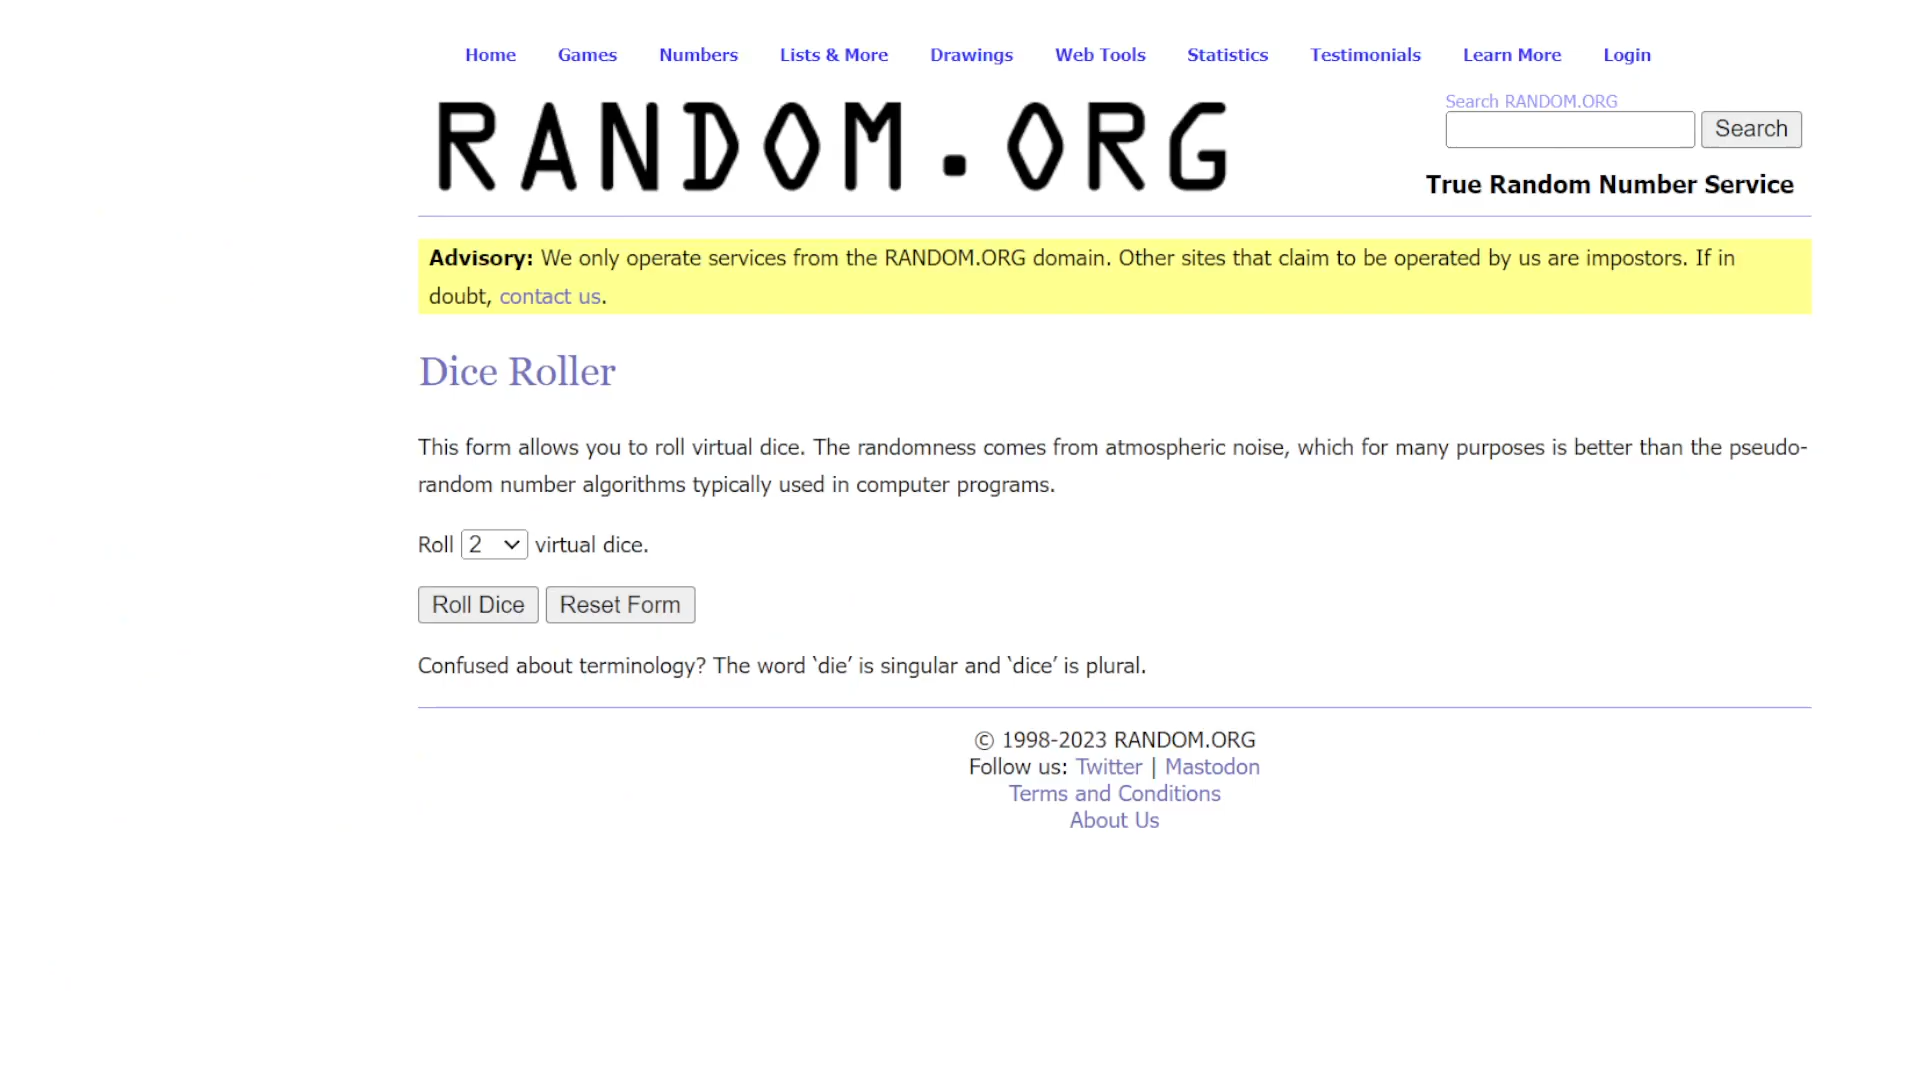 Home Games Numbers Lists & More Drawings Web Tools Statistics Testimonials Learn More Login
RANDOM.ORG
Search RANDOM.ORG
Search
True Random Number Service
Advisory: We only operate services from the RANDOM.ORG domain. Other sites that claim to be operated by us are impostors. If in
doubt, contact us.
Dice Roller
This form allows you to roll virtual dice. The randomness comes from atmospheric noise, which for many purposes is better than the pseudo-
random number algorithms typically used in computer programs.
Roll 2 virtual dice.
Roll Dice Reset Form
Confused about terminology? The word ‘die’ is singular and ‘dice’ is plural.
© 1998-2023 RANDOM.ORG
Follow us: Twitter | Mastodon
Terms and Conditions
About Us